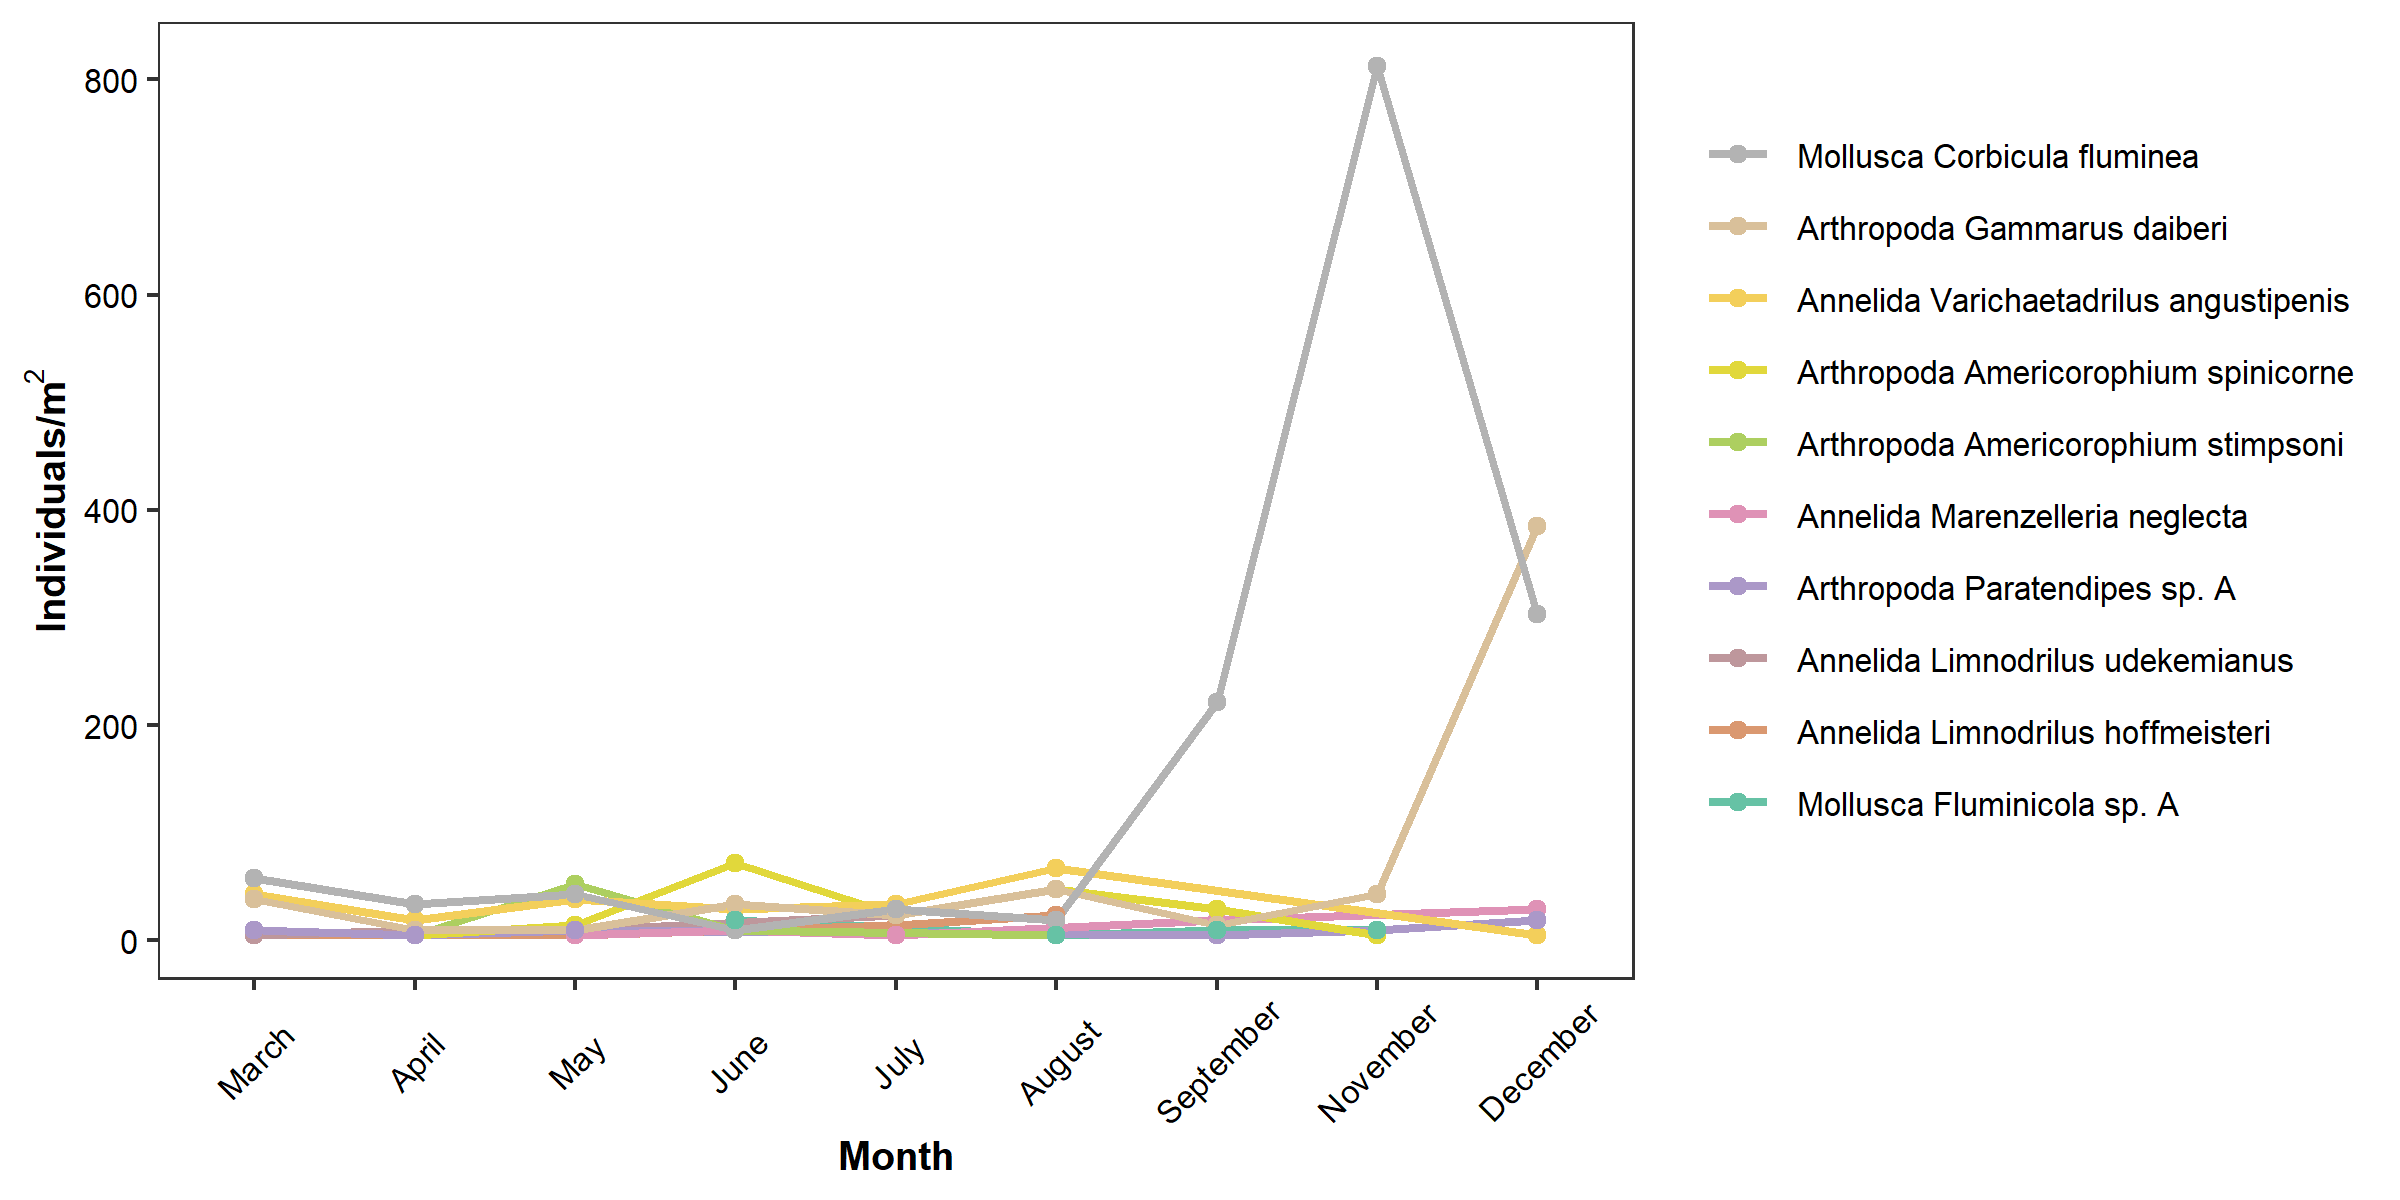 800
600
400
200
0
Individuals/m²
March
April
May
June
July
August
September
November
December
Month
Mollusca Corbicula fluminea
Arthropoda Gammarus daiberi
Annelida Varichaetadrilus angustipenis
Arthropoda Americorophium spinicorne
Arthropoda Americorophium stimpsoni
Annelida Marenzelleria neglecta
Arthropoda Paratendipes sp. A
Annelida Limnodrilus udekemianus
Annelida Limnodrilus hoffmeisteri
Mollusca Fluminicola sp. A